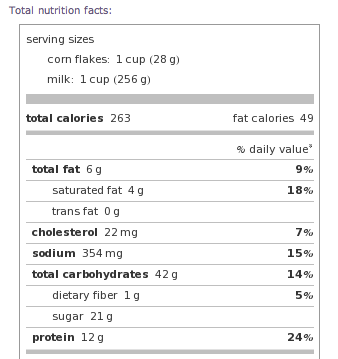 Total nutrition facts:
serving sizes
corn flakes: 1 cup (28 g)
milk: 1 cup (256 g)
total calories 263 fat calories 49
% daily value*
total fat 6 g 9%
saturated fat 4 g 18%
trans fat 0 g
cholesterol 22 mg 7%
sodium 354 mg 15%
total carbohydrates 42 g 14%
dietary fiber 1 g 5%
sugar 21 g
protein 12 g 24%